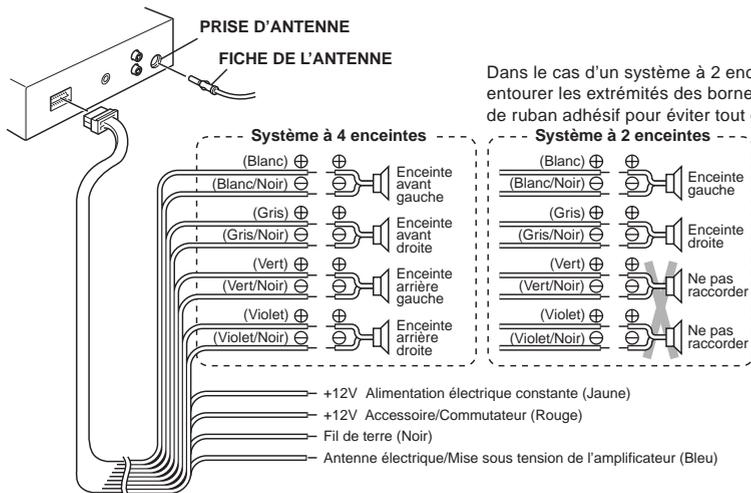 PRISE D'ANTENNE
FICHE DE L'ANTENNE
Dans le cas d'un système à 2
entourer les extrémités des
de ruban adhésif pour éviter tout
Système à 4 enceintes
(Blanc) ⊕ ⊕
(Blanc/Noir) ⊖ ⊖
Enceinte
avant
gauche
(Gris) ⊕ ⊕
(Gris/Noir) ⊖ ⊖
Enceinte
avant
droite
(Vert) ⊕ ⊕
(Vert/Noir) ⊖ ⊖
Enceinte
arrière
gauche
(Violet) ⊕ ⊕
(Violet/Noir) ⊖ ⊖
Enceinte
arrière
droite
Système à 2 enceintes
(Blanc) ⊕ ⊕
(Blanc/Noir) ⊖ ⊖
Enceinte
gauche
(Gris) ⊕ ⊕
(Gris/Noir) ⊖ ⊖
Enceinte
droite
(Vert) ⊕ ⊕
(Vert/Noir) ⊖ ⊖
Ne pas
raccorder
(Violet) ⊕ ⊕
(Violet/Noir) ⊖ ⊖
Ne pas
raccorder
+12V Alimentation électrique constante (Jaune)
+12V Accessoire/Commutateur (Rouge)
Fil de terre (Noir)
Antenne électrique/Mise sous tension de l'amplificateur (Bleu)